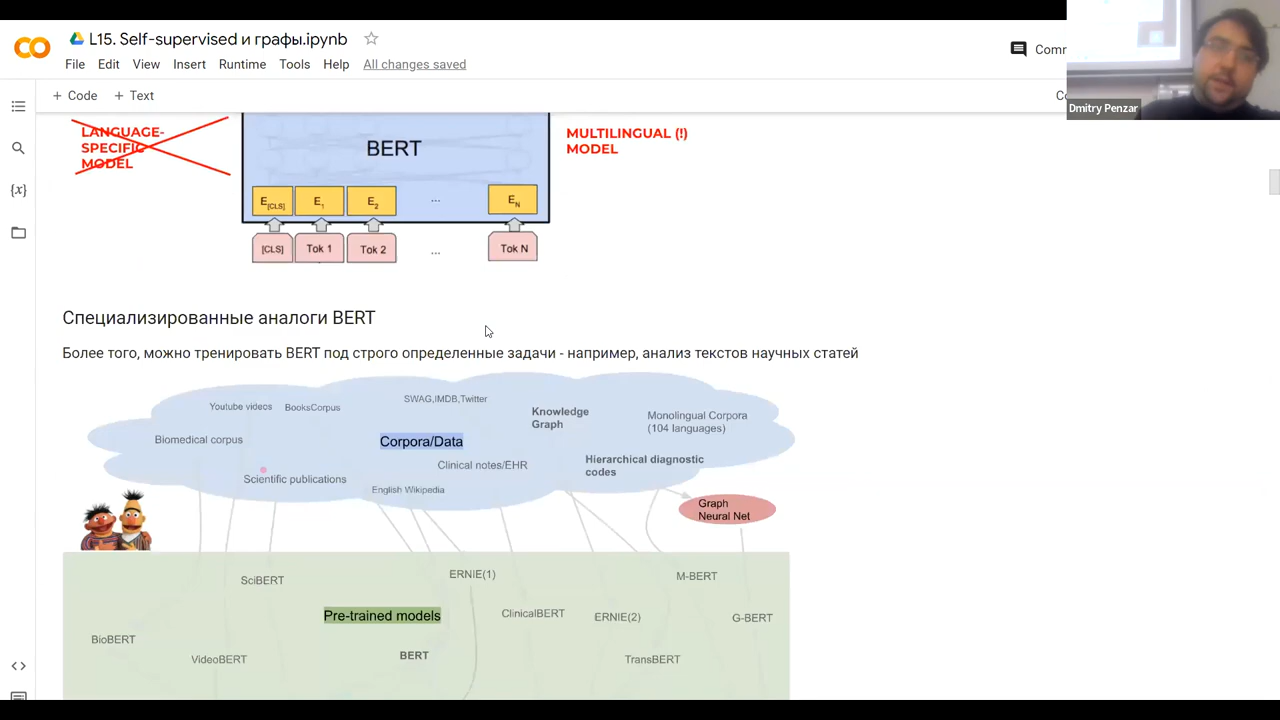 L15. Self-supervised и графы.ipynb
File Edit View Insert Runtime Tools Help All changes saved
Comm
+ Code + Text
Co
Dmitry Penzar
LANGUAGE-
SPECIFIC
MODEL
BERT
MULTILINGUAL (!)
MODEL
E[CLS] E1 E2 ... EN
[CLS] Tok 1 Tok 2 ... Tok N
{x}
Специализированные аналоги BERT
Более того, можно тренировать BERT под строго определенные задачи - например, анализ текстов научных статей
Youtube videos
BooksCorpus
SWAG,IMDB,Twitter
Knowledge
Graph
Monolingual Corpora
(104 languages)
Biomedical corpus
Corpora/Data
Clinical notes/EHR
Hierarchical diagnostic
codes
Scientific publications
English Wikipedia
Graph
Neural Net
SciBERT
ERNIE(1)
M-BERT
Pre-trained models
ClinicalBERT
ERNIE(2)
G-BERT
BioBERT
VideoBERT
BERT
TransBERT